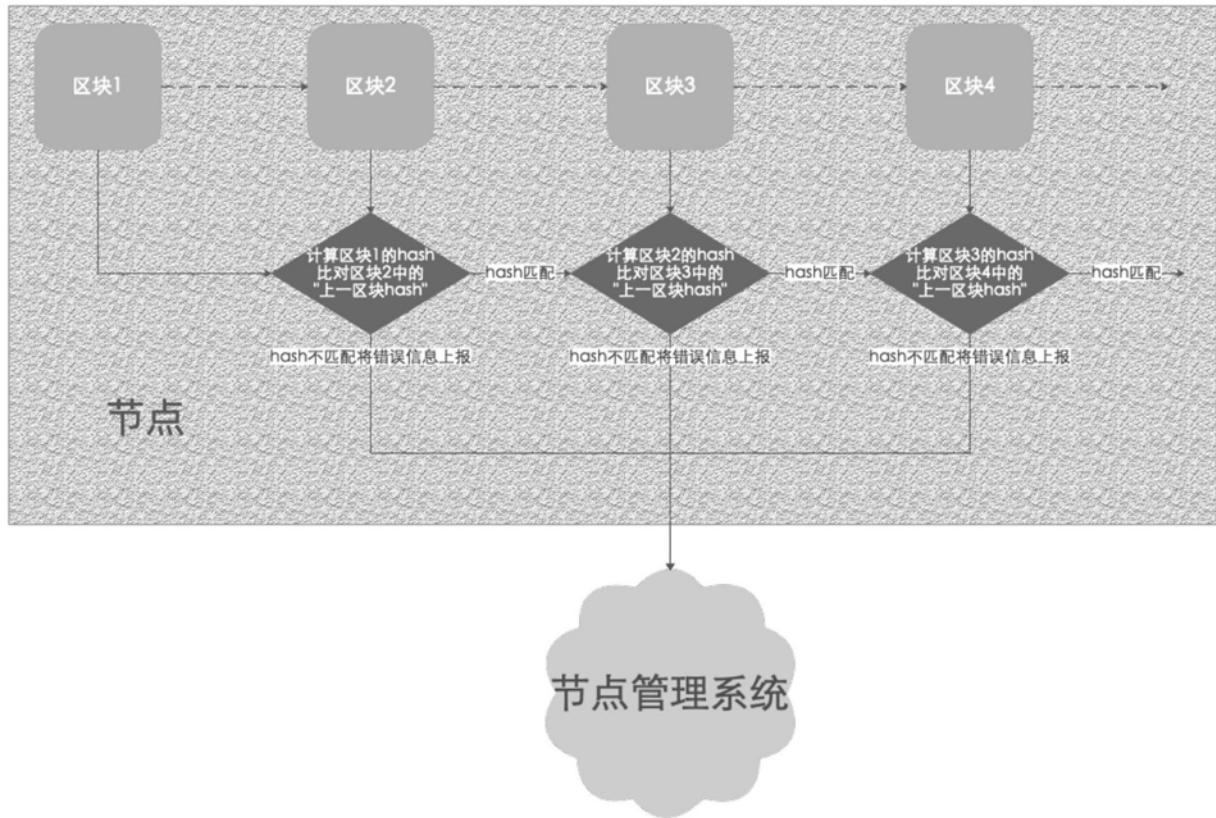 区块1
区块2
区块3
区块4
计算区块1的hash
比对区块2中的
"上一区块hash"
hash匹配
计算区块2的hash
比对区块3中的
"上一区块hash"
hash匹配
计算区块3的hash
比对区块4中的
"上一区块hash"
hash匹配
hash不匹配将错误信息上报
hash不匹配将错误信息上报
hash不匹配将错误信息上报
节点
节点管理系统